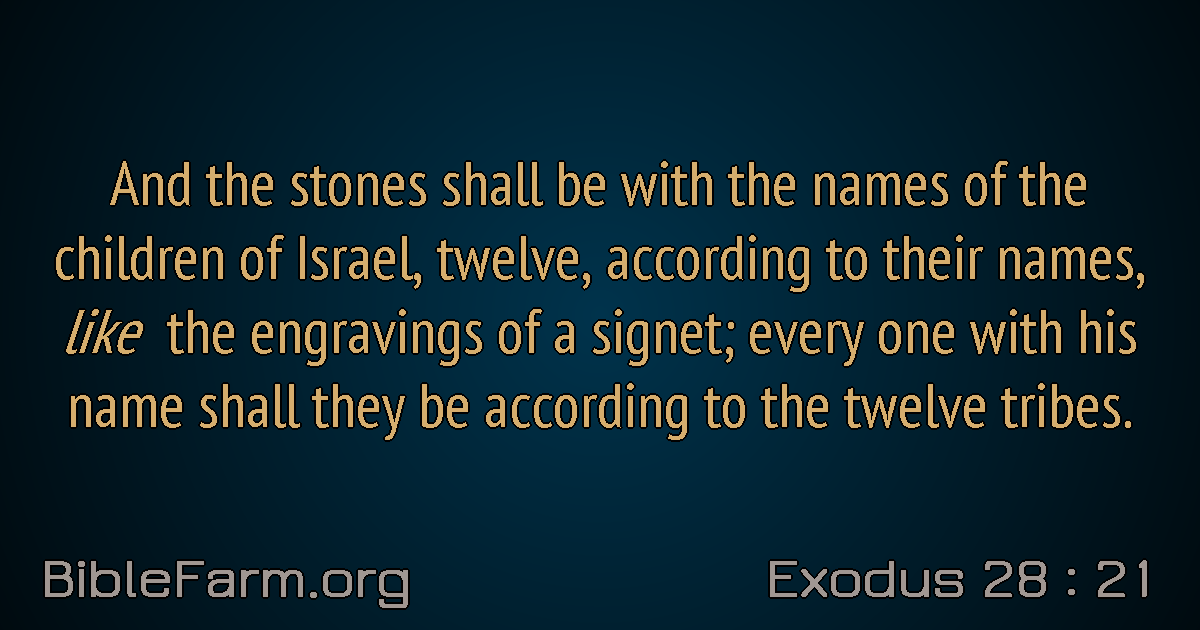 And the stones shall be with the names of the
children of Israel, twelve, according to their names,
like the engravings of a signet; every one with his
name shall they be according to the twelve tribes.
BibleFarm.org
Exodus 28 : 21